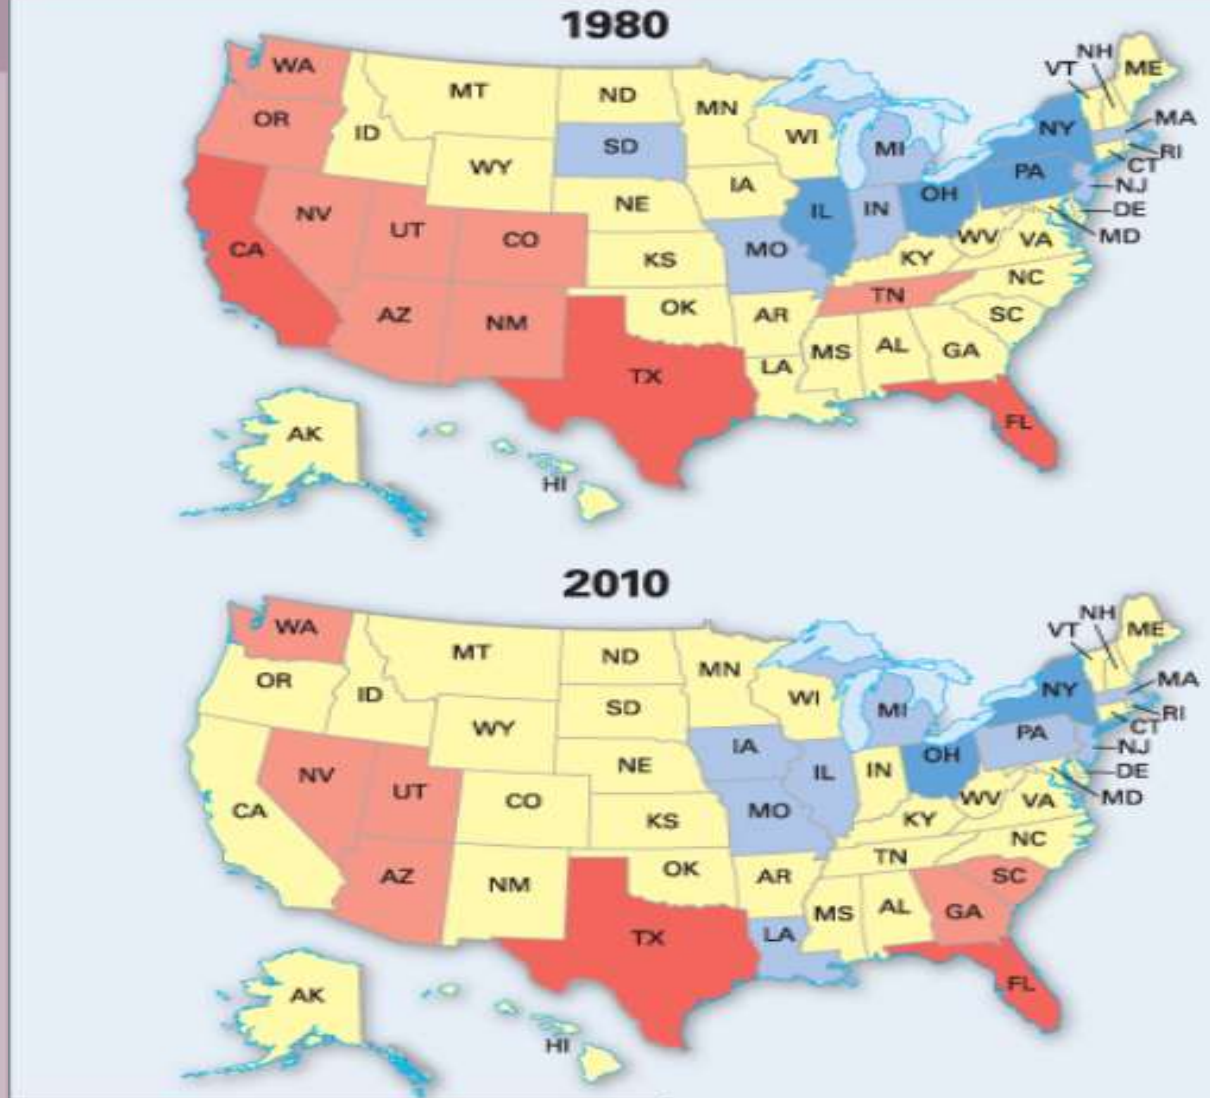 1980
WA
MT
ND
MN
VT
NH
ME
OR
ID
WI
NY
MA
SD
MI
RI
WY
IA
PA
CT
NJ
NE
OH
NV
UT
CO
IL
IN
DE
CA
KS
MO
WV
VA
MD
KY
NC
AZ
NM
OK
AR
TN
SC
TX
MS
AL
GA
LA
FL
AK
HI
2010
WA
MT
ND
MN
VT
NH
ME
OR
ID
WI
NY
MA
SD
MI
RI
WY
IA
PA
CT
NJ
NE
OH
NV
UT
CO
IL
IN
DE
CA
KS
MO
WV
VA
MD
KY
NC
AZ
NM
OK
AR
TN
SC
TX
MS
AL
GA
LA
FL
AK
HI